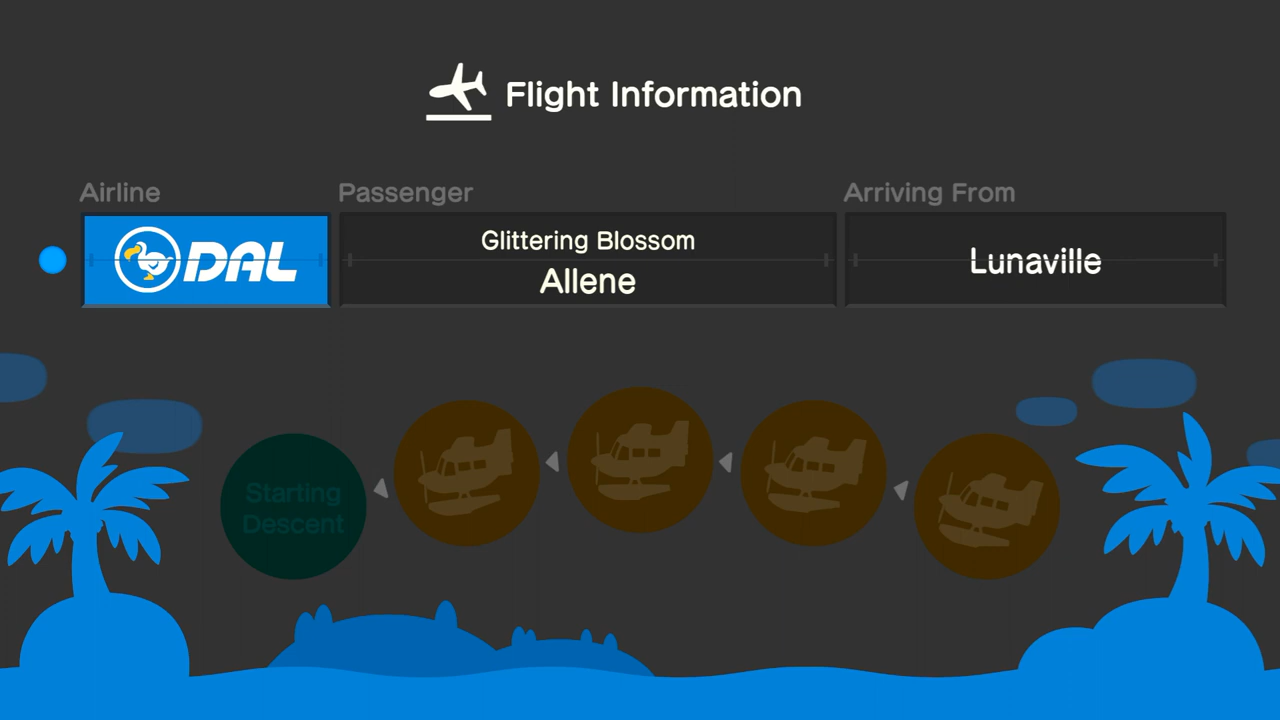 Flight Information
Airline
Passenger
Arriving From
DAL
Glittering Blossom
Allene
Lunaville
Starting
Descent